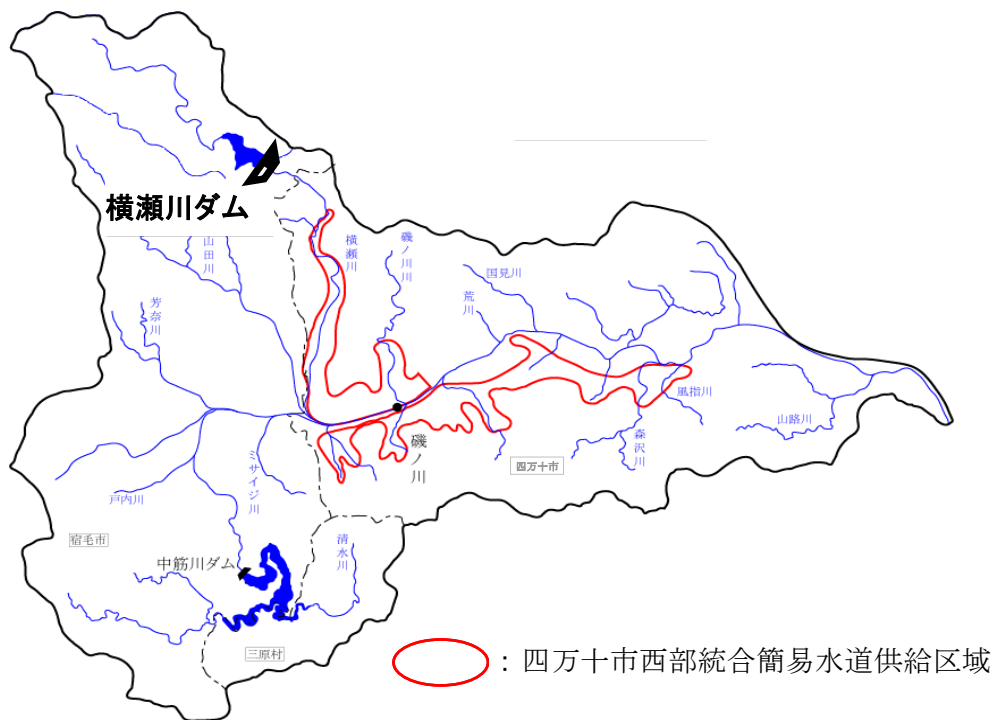 横瀬川ダム
山田川
横瀬川
磯ノ川川
国見川
荒川
芳奈川
風指川
山路川
森沢川
磯ノ川
四万十市
ミサイジ川
戸内川
宿毛市
清水川
中筋川ダム
三原村
：四万十市西部統合簡易水道供給区域